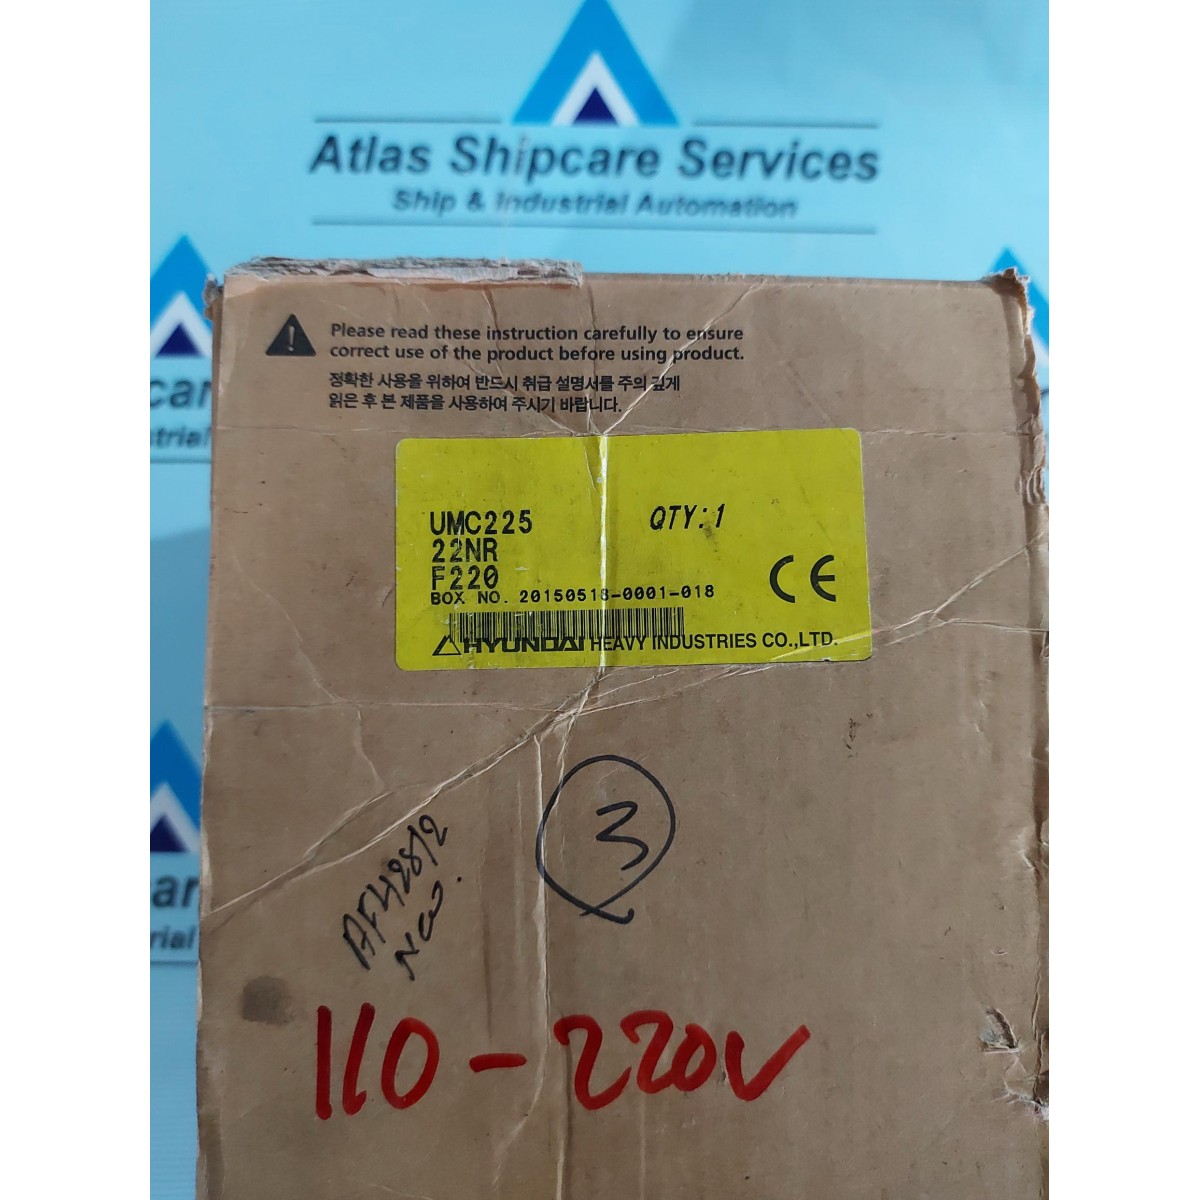 Atlas Shipcare Services
Ship & Industrial Automation
Please read these instruction carefully to ensure
correct use of the product before using product.
정확한 사용을 위하여 반드시 취급 설명서를 주의 깊게
읽은 후 본 제품을 사용하여 주시기 바랍니다.
UMC225 QTY:1
22NR
F220
BOX NO. 20150518-0001-018
CE
HYUNDAI HEAVY INDUSTRIES CO.,LTD.
3
New.
110-220V